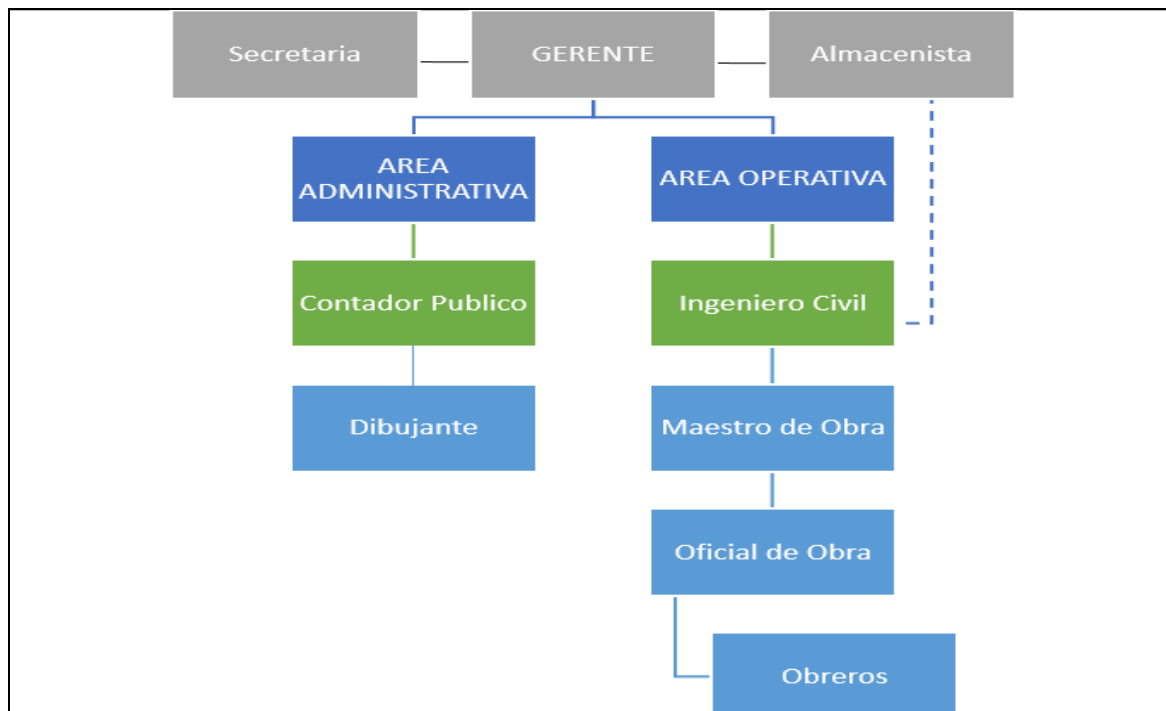 Secretaria
GERENTE
Almacenista
AREA
ADMINISTRATIVA
AREA OPERATIVA
Contador Publico
Ingeniero Civil
Dibujante
Maestro de Obra
Oficial de Obra
Obreros